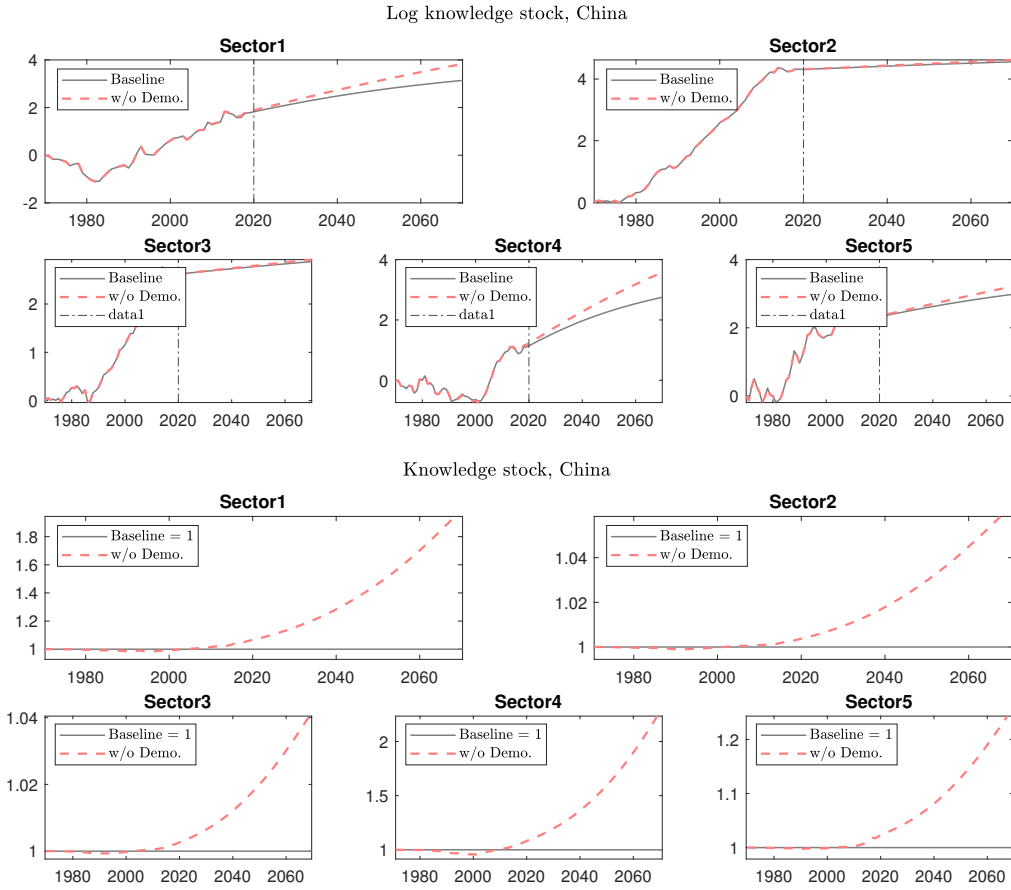 Log knowledge stock, China
Sector1
4
2
0
-2
Baseline
w/o Demo.
1980 2000 2020 2040 2060
Sector2
4
2
0
Baseline
w/o Demo.
1980 2000 2020 2040 2060
Sector3
2
1
0
Baseline
w/o Demo.
data1
1980 2000 2020 2040 2060
Sector4
4
2
0
Baseline
w/o Demo.
data1
1980 2000 2020 2040 2060
Sector5
4
2
0
Baseline
w/o Demo.
data1
1980 2000 2020 2040 2060
Knowledge stock, China
Sector1
1.8
1.6
1.4
1.2
1
Baseline = 1
w/o Demo.
1980 2000 2020 2040 2060
Sector2
1.04
1.02
1
Baseline = 1
w/o Demo.
1980 2000 2020 2040 2060
Sector3
1.04
1.02
1
Baseline = 1
w/o Demo.
1980 2000 2020 2040 2060
Sector4
2
1.5
1
Baseline = 1
w/o Demo.
1980 2000 2020 2040 2060
Sector5
1.2
1.1
1
Baseline = 1
w/o Demo.
1980 2000 2020 2040 2060